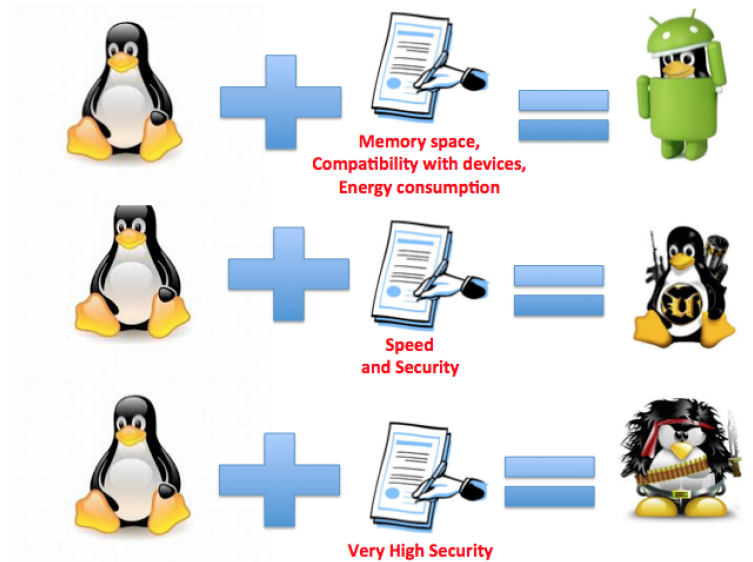 Memory space,
Compatibility with devices,
Energy consumption
Speed
and Security
Very High Security